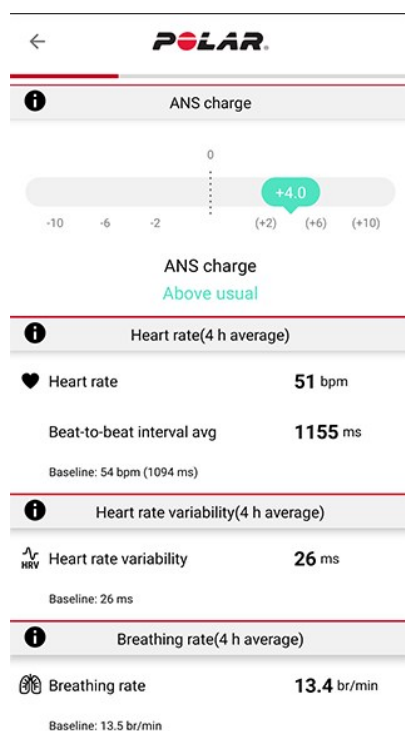 POLAR.
ANS charge
0
+4.0
-10 -6 -2 (+2) (+6) (+10)
ANS charge
Above usual
Heart rate(4 h average)
Heart rate 51 bpm
Beat-to-beat interval avg 1155 ms
Baseline: 54 bpm (1094 ms)
Heart rate variability(4 h average)
HRV Heart rate variability 26 ms
Baseline: 26 ms
Breathing rate(4 h average)
Breathing rate 13.4 br/min
Baseline: 13.5 br/min